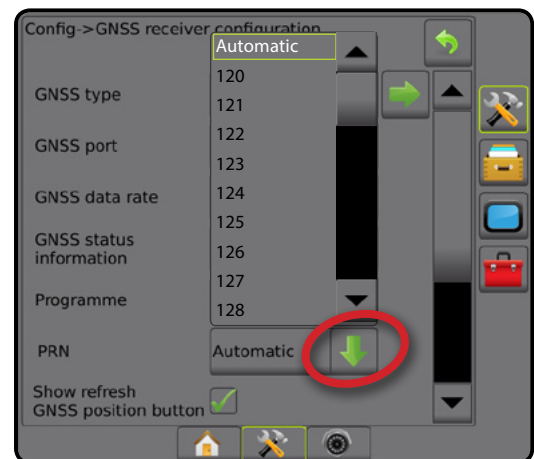 Config->GNSS receiver configuration
Automatic
120
GNSS type
121
122
GNSS port
123
GNSS data rate
124
125
GNSS status
information
126
127
Programme
128
PRN
Automatic
Show refresh
GNSS position button